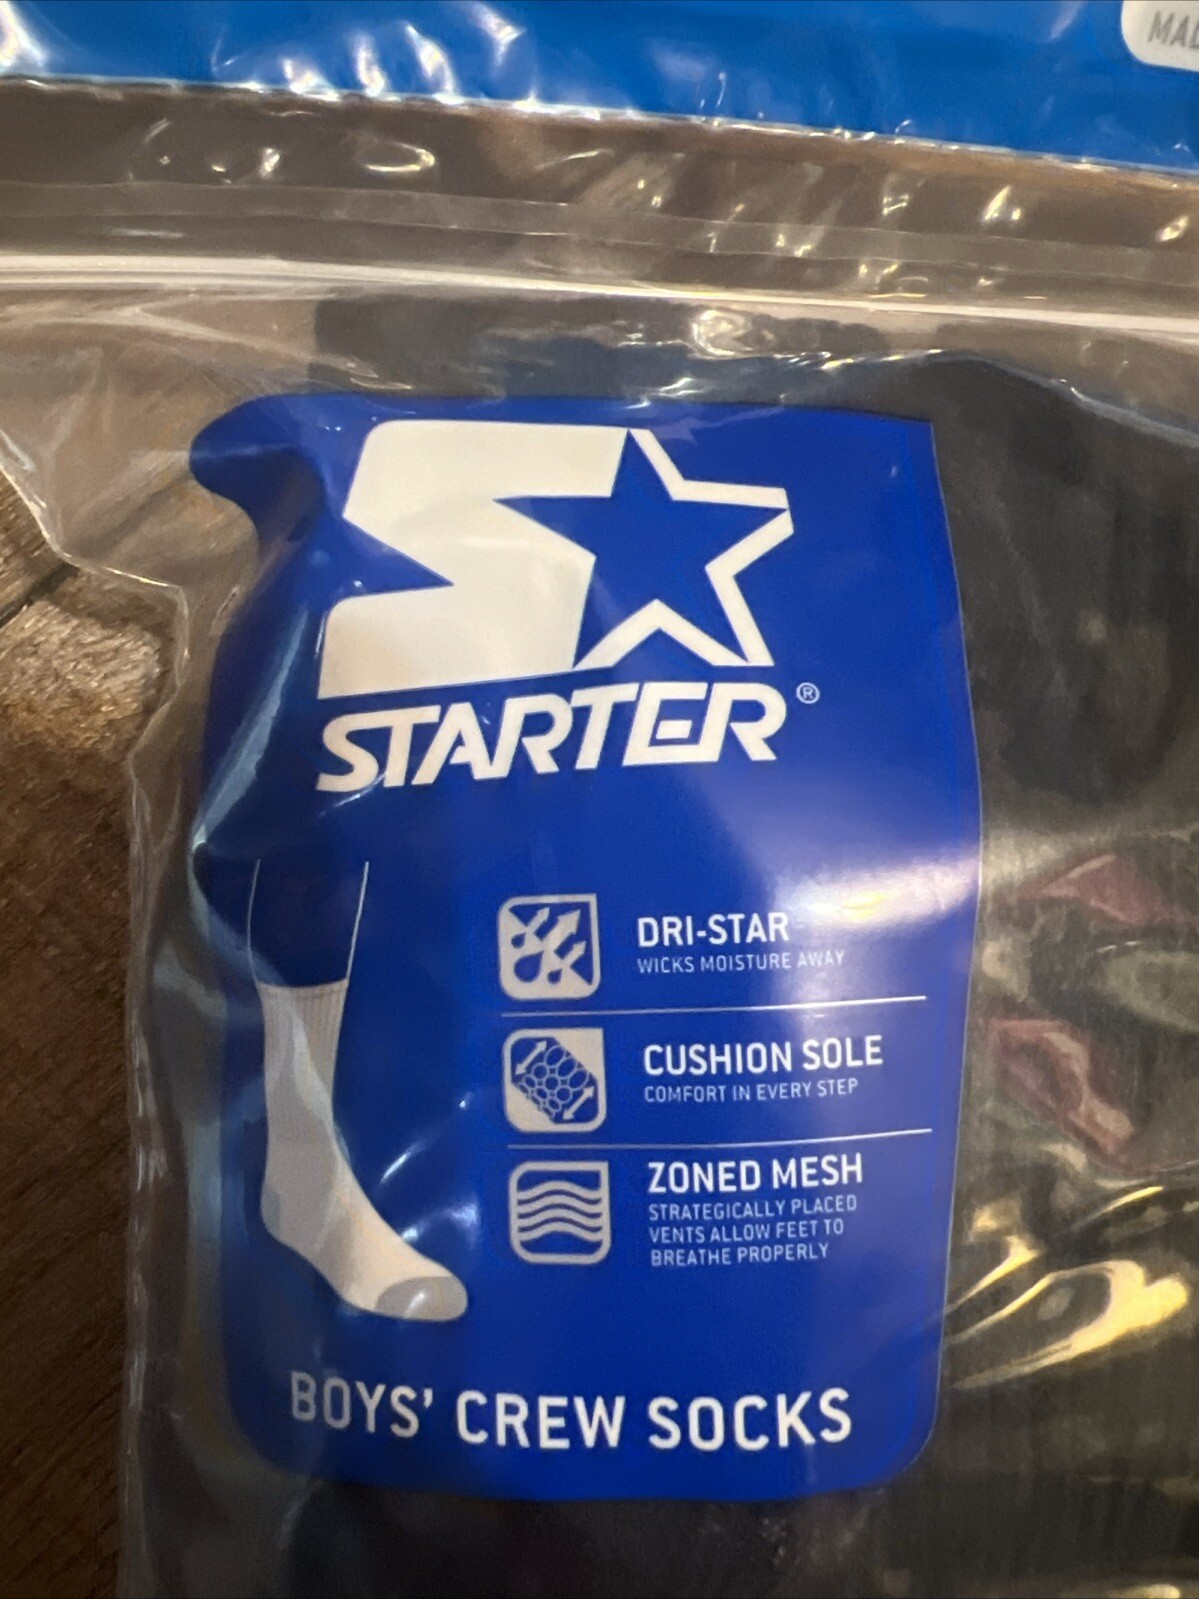 STARTER®
DRI-STAR
WICKS MOISTURE AWAY
CUSHION SOLE
COMFORT IN EVERY STEP
ZONED MESH
STRATEGICALLY PLACED
VENTS ALLOW FEET TO
BREATHE PROPERLY
BOYS' CREW SOCKS